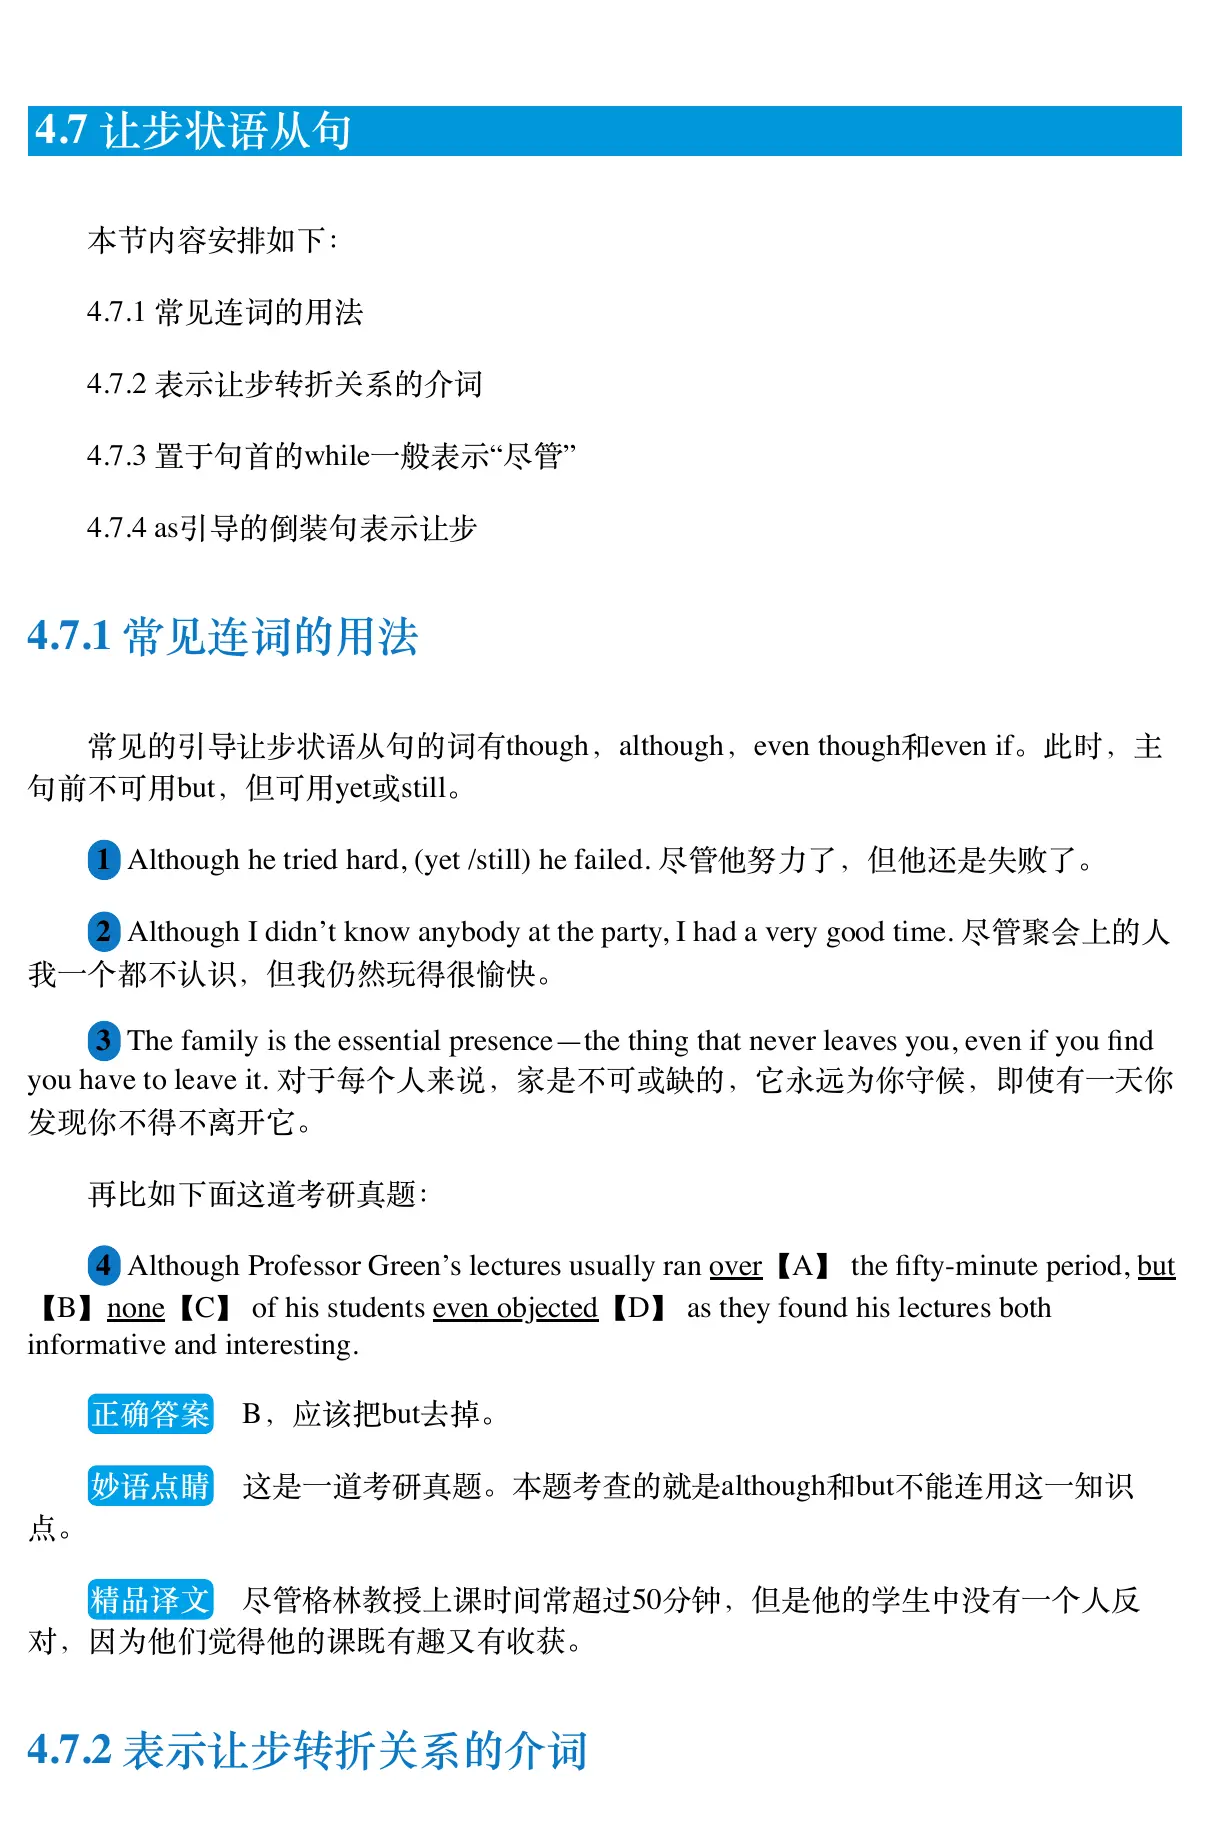 4.7 让步状语从句
本节内容安排如下：
4.7.1 常见连词的用法
4.7.2 表示让步转折关系的介词
4.7.3 置于句首的while一般表示“尽管”
4.7.4 as引导的倒装句表示让步
4.7.1 常见连词的用法
常见的引导让步状语从句的词有though，although，even though和even if。此时，主
句前不可用but，但可用yet或still。
1 Although he tried hard, (yet /still) he failed. 尽管他努力了，但他还是失败了。
2 Although I didn’t know anybody at the party, I had a very good time. 尽管聚会上的人
我一个都不认识，但我仍然玩得很愉快。
3 The family is the essential presence—the thing that never leaves you, even if you find
you have to leave it. 对于每个人来说，家是不可或缺的，它永远为你守候，即使有一天你
发现你不得不离开它。
再比如下面这道考研真题：
4 Although Professor Green’s lectures usually ran over【A】 the fifty-minute period, but
【B】none【C】 of his students even objected【D】 as they found his lectures both
informative and interesting.
正确答案 B，应该把but去掉。
妙语点睛 这是一道考研真题。本题考查的就是although和but不能连用这一知识
点。
精品译文 尽管格林教授上课时间常超过50分钟，但是他的学生中没有一个人反
对，因为他们觉得他的课既有趣又有收获。
4.7.2 表示让步转折关系的介词